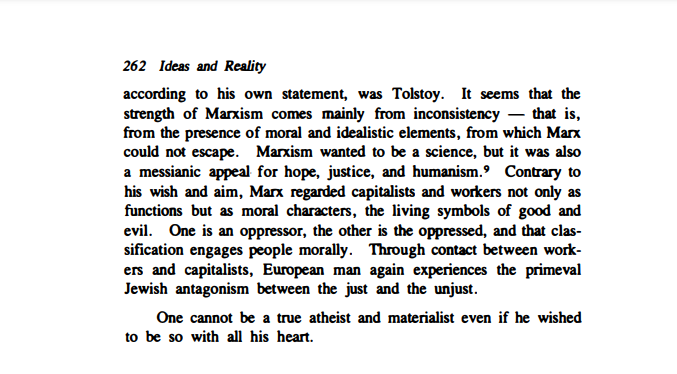 262 Ideas and Reality
according to his own statement, was Tolstoy. It seems that the
strength of Marxism comes mainly from inconsistency — that is,
from the presence of moral and idealistic elements, from which Marx
could not escape. Marxism wanted to be a science, but it was also
a messianic appeal for hope, justice, and humanism.⁹ Contrary to
his wish and aim, Marx regarded capitalists and workers not only as
functions but as moral characters, the living symbols of good and
evil. One is an oppressor, the other is the oppressed, and that clas-
sification engages people morally. Through contact between work-
ers and capitalists, European man again experiences the primeval
Jewish antagonism between the just and the unjust.
One cannot be a true atheist and materialist even if he wished
to be so with all his heart.